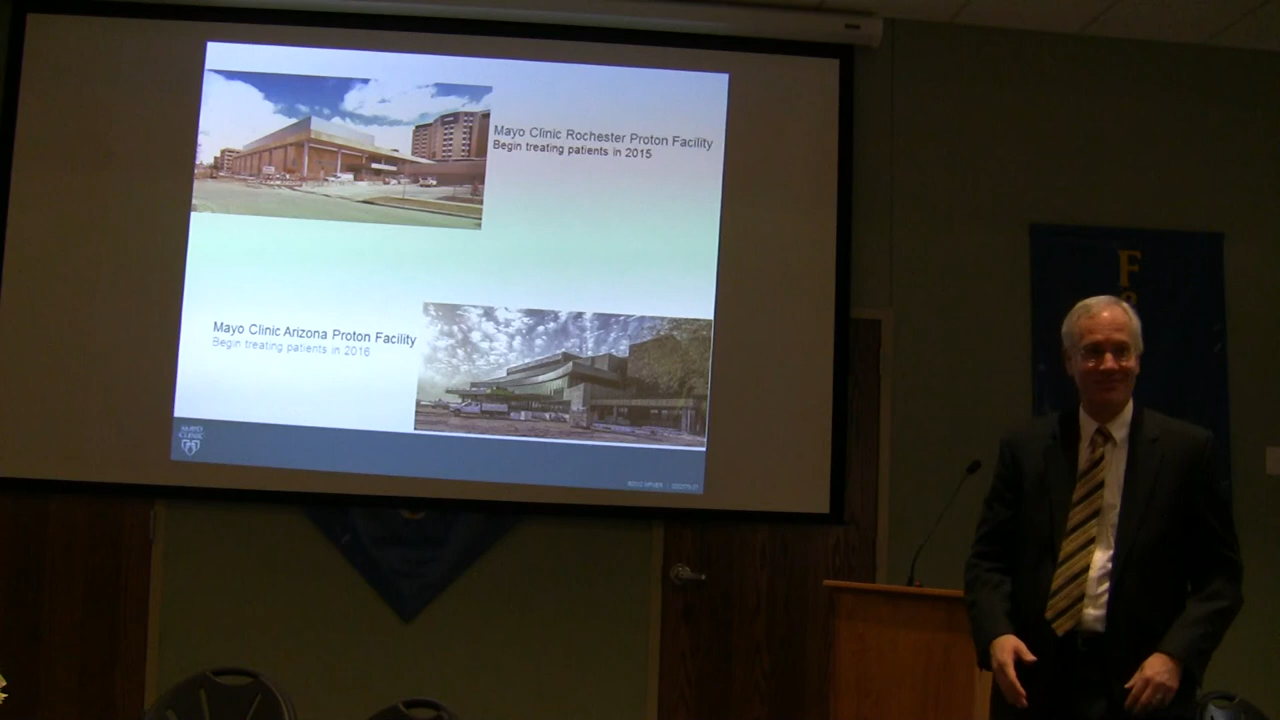 Mayo Clinic Rochester Proton Facility
Begin treating patients in 2015
Mayo Clinic Arizona Proton Facility
Begin treating patients in 2016
MAYO
CLINIC
F